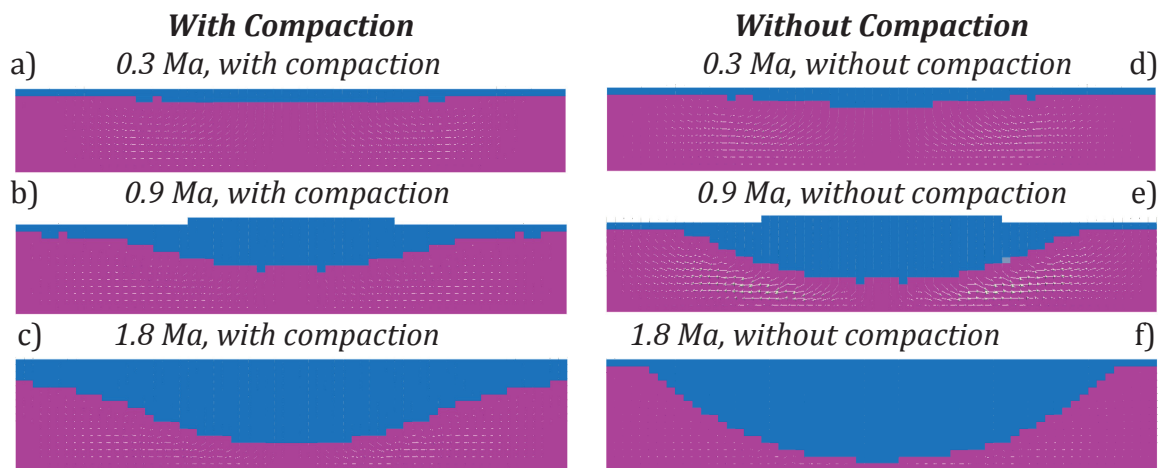 With Compaction
Without Compaction
a) 0.3 Ma, with compaction
0.3 Ma, without compaction d)
b) 0.9 Ma, with compaction
0.9 Ma, without compaction e)
c) 1.8 Ma, with compaction
1.8 Ma, without compaction f)